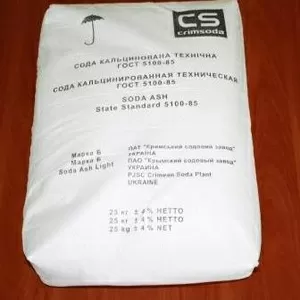 CS
crimsoda
СОДА КАЛЬЦИНОВАНА ТЕХНІЧНА
ГОСТ 5100-85
СОДА КАЛЬЦИНИРОВАННАЯ ТЕХНИЧЕСКАЯ
ГОСТ 5100-85
SODA ASH
State Standard 5100-85
Марка Б
Марка Б
Soda Ash Light
ПАТ "Кримський содовий завод"
УКРАЇНА
ПАО "Крымский содовый завод"
УКРАИНА
PJSC Crimean Soda Plant
UKRAINE
25 кг ± 4% НЕТТО
25 кг ± 4% НЕТТО
25 kg ± 4% NET